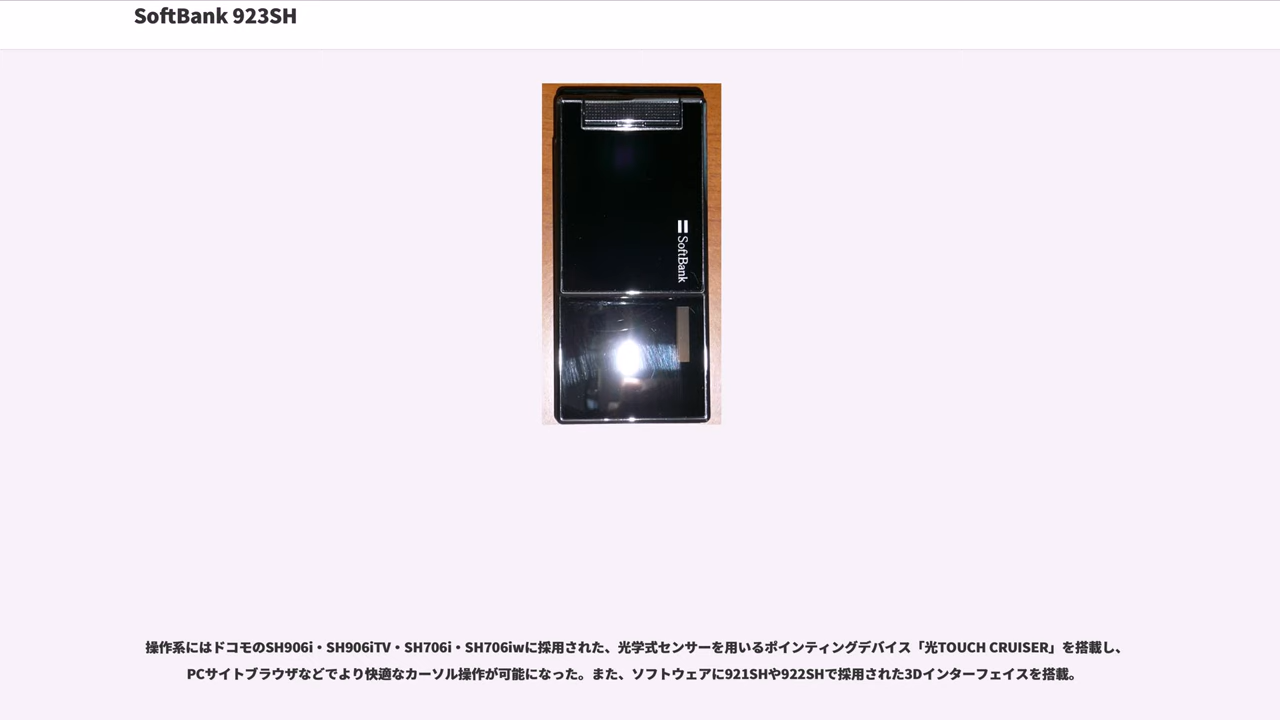 SoftBank 923SH
SoftBank
操作系にはドコモのSH906i・SH906iTV・SH706i・SH706iwに採用された、光学式センサーを用いるポインティングデバイス「光TOUCH CRUISER」を搭載し、
PCサイトブラウザなどでより快適なカーソル操作が可能になった。また、ソフトウェアに921SHや922SHで採用された3Dインターフェイスを搭載。